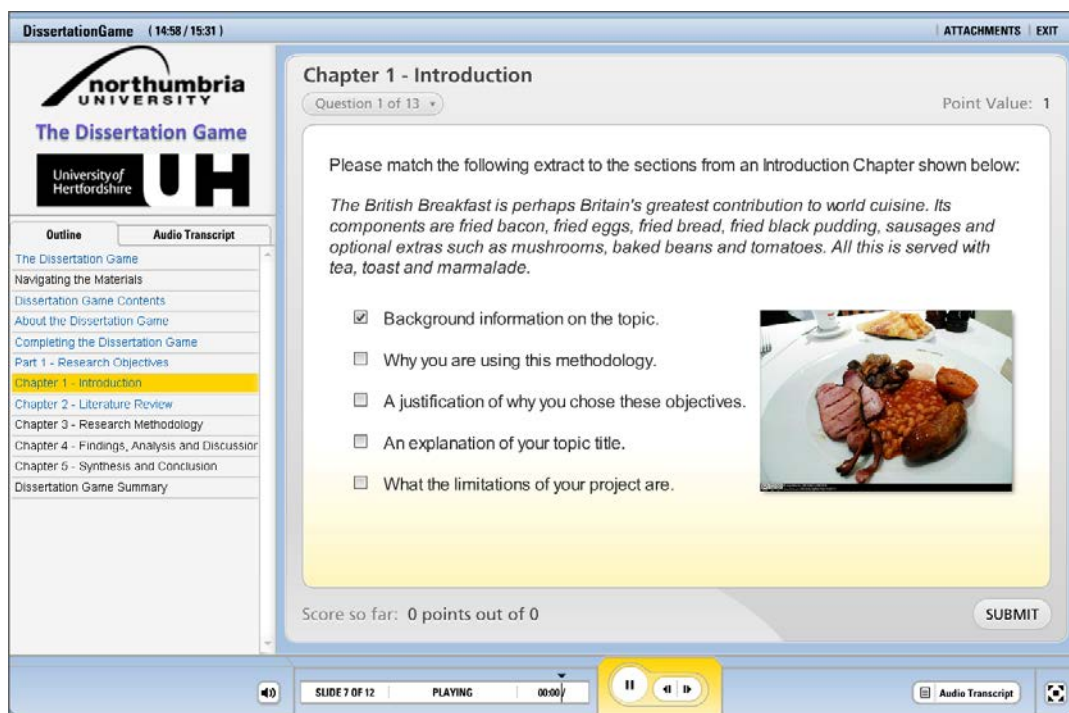 DissertationGame ( 14:58 / 15:31 )
ATTACHMENTS
EXIT
northumbria
UNIVERSITY
The Dissertation Game
University of
Hertfordshire
UH
Outline
Audio Transcript
The Dissertation Game
Navigating the Materials
Dissertation Game Contents
About the Dissertation Game
Completing the Dissertation Game
Part 1 - Research Objectives
Chapter 1 - Introduction
Chapter 2 - Literature Review
Chapter 3 - Research Methodology
Chapter 4 - Findings, Analysis and Discussion
Chapter 5 - Synthesis and Conclusion
Dissertation Game Summary
Chapter 1 - Introduction
Question 1 of 13
Point Value: 1
Please match the following extract to the sections from an Introduction Chapter shown below:
The British Breakfast is perhaps Britain's greatest contribution to world cuisine. Its
components are fried bacon, fried eggs, fried bread, fried black pudding, sausages and
optional extras such as mushrooms, baked beans and tomatoes. All this is served with
tea, toast and marmalade.
Background information on the topic.
Why you are using this methodology.
A justification of why you chose these objectives.
An explanation of your topic title.
What the limitations of your project are.
Score so far: 0 points out of 0
SUBMIT
SLIDE 7 OF 12
PLAYING
00:00 /
Audio Transcript